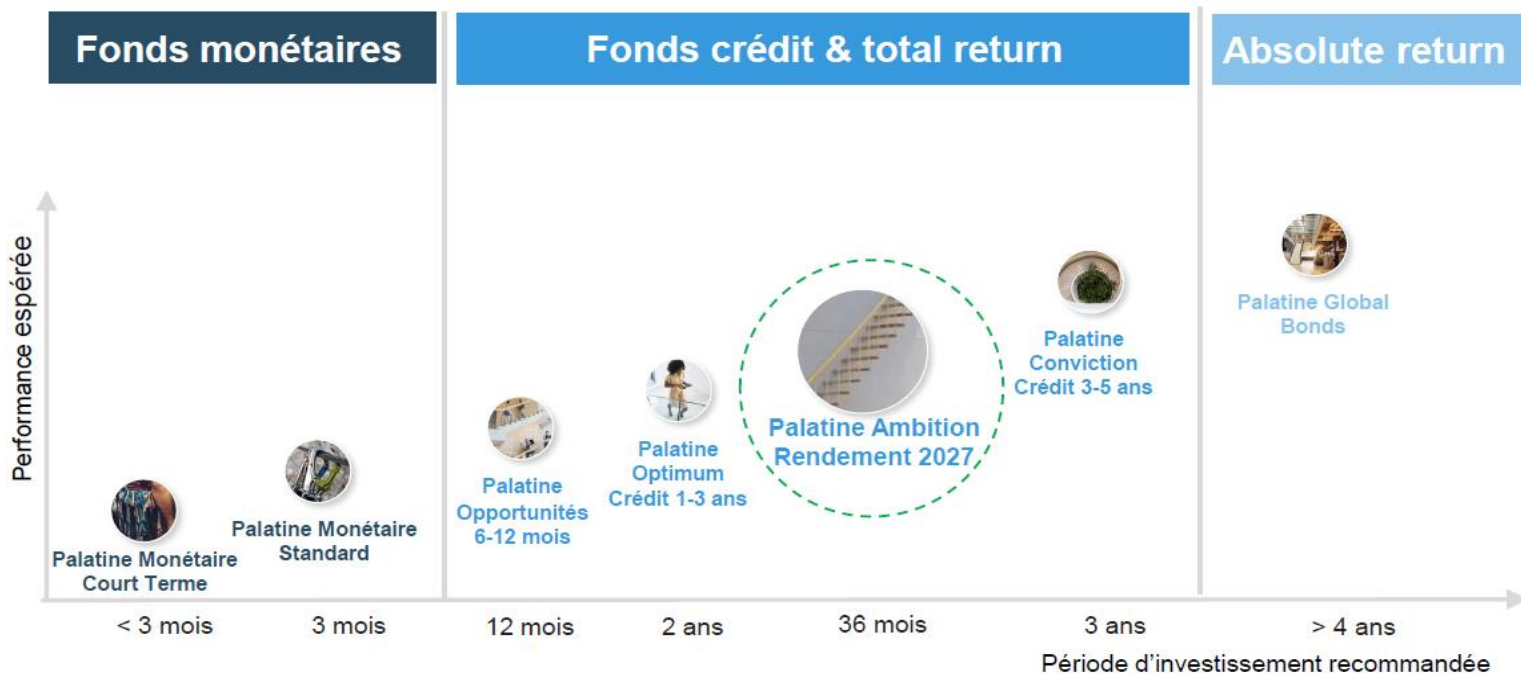 Fonds monétaires
Fonds crédit & total return
Absolute return
Performance espérée
Palatine Monétaire
Court Terme
Palatine Monétaire
Standard
Palatine
Opportunités
6-12 mois
Palatine
Optimum
Crédit 1-3 ans
Palatine Ambition
Rendement 2027
Palatine
Conviction
Crédit 3-5 ans
Palatine Global
Bonds
< 3 mois
3 mois
12 mois
2 ans
36 mois
3 ans
> 4 ans
Période d’investissement recommandée